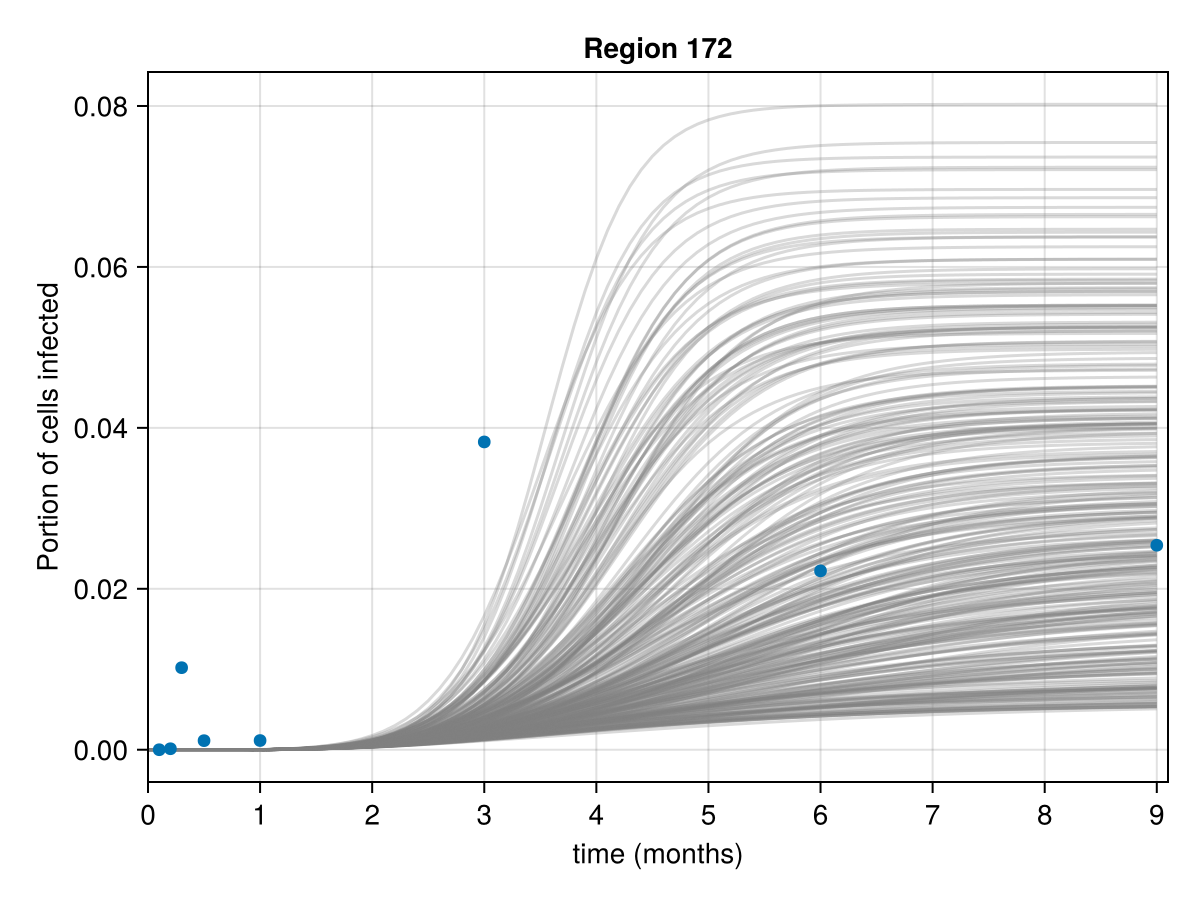 Region 172
Portion of cells infected
0.08
0.06
0.04
0.02
0.00
0 1 2 3 4 5 6 7 8 9
time (months)